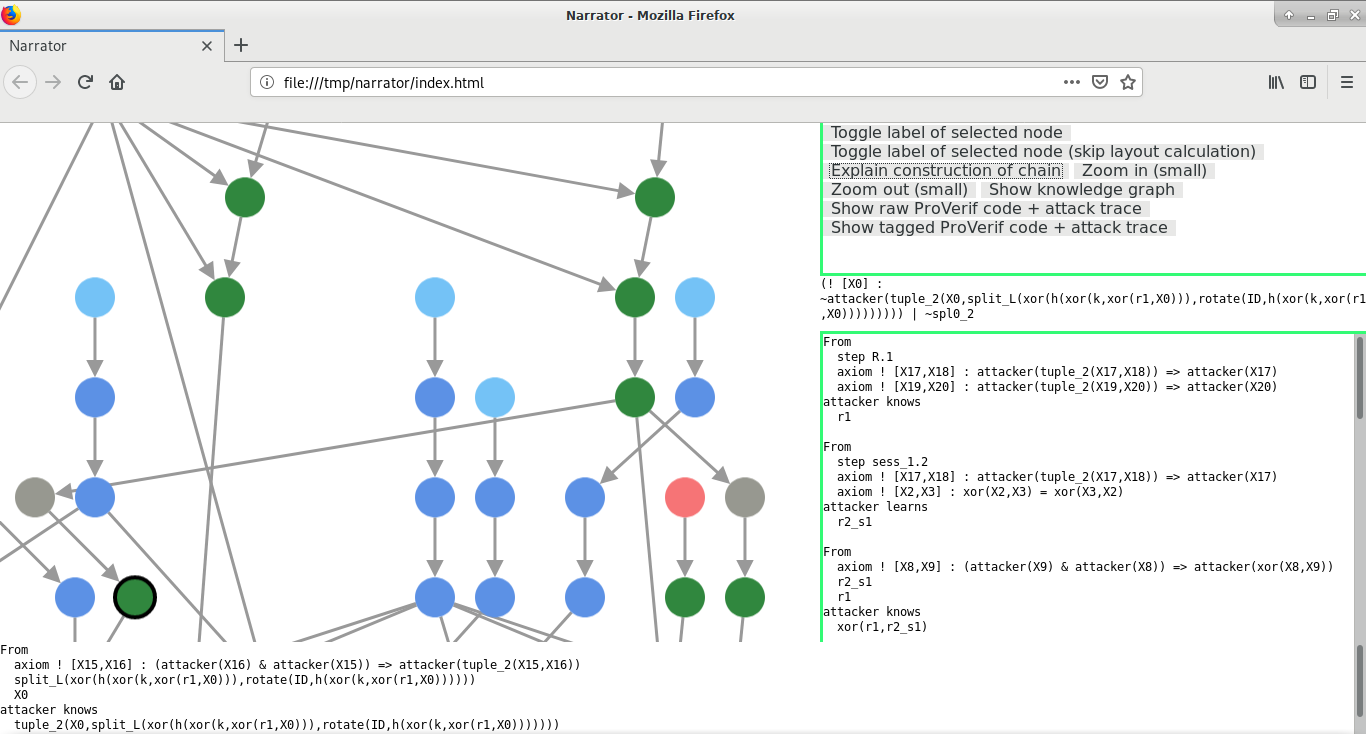 Narrator - Mozilla Firefox
Narrator
file:///tmp/narrator/index.html
Toggle label of selected node
Toggle label of selected node (skip layout calculation)
Explain construction of chain Zoom in (small)
Zoom out (small) Show knowledge graph
Show raw ProVerif code + attack trace
Show tagged ProVerif code + attack trace
(! [X0] :
~attacker(tuple_2(X0,split_L(xor(h(xor(k,xor(r1,X0))),rotate(ID,h(xor(k,xor(r1
,X0))))))))) | ~spl0_2
From
step R.1
axiom ! [X17,X18] : attacker(tuple_2(X17,X18)) => attacker(X17)
axiom ! [X19,X20] : attacker(tuple_2(X19,X20)) => attacker(X20)
attacker knows
r1
From
step sess_1.2
axiom ! [X17,X18] : attacker(tuple_2(X17,X18)) => attacker(X17)
axiom ! [X2,X3] : xor(X2,X3) = xor(X3,X2)
attacker learns
r2_s1
From
axiom ! [X8,X9] : (attacker(X9) & attacker(X8)) => attacker(xor(X8,X9))
r2_s1
r1
attacker knows
xor(r1,r2_s1)
From
axiom ! [X15,X16] : (attacker(X16) & attacker(X15)) => attacker(tuple_2(X15,X16))
split_L(xor(h(xor(k,xor(r1,X0))),rotate(ID,h(xor(k,xor(r1,X0))))))
X0
attacker knows
tuple_2(X0,split_L(xor(h(xor(k,xor(r1,X0))),rotate(ID,h(xor(k,xor(r1,X0)))))))